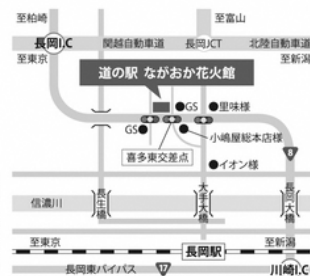 至柏崎
至富山
長岡I.C
関越自動車道
長岡JCT
北陸自動車道
至東京
至新潟
道の駅 ながおか花火館
GS
里味様
GS
小嶋屋総本店様
喜多東交差点
イオン様
8
信濃川
長生橋
大手大橋
長岡大橋
至東京
長岡駅
至新潟
長岡東バイパス
17
川崎I.C